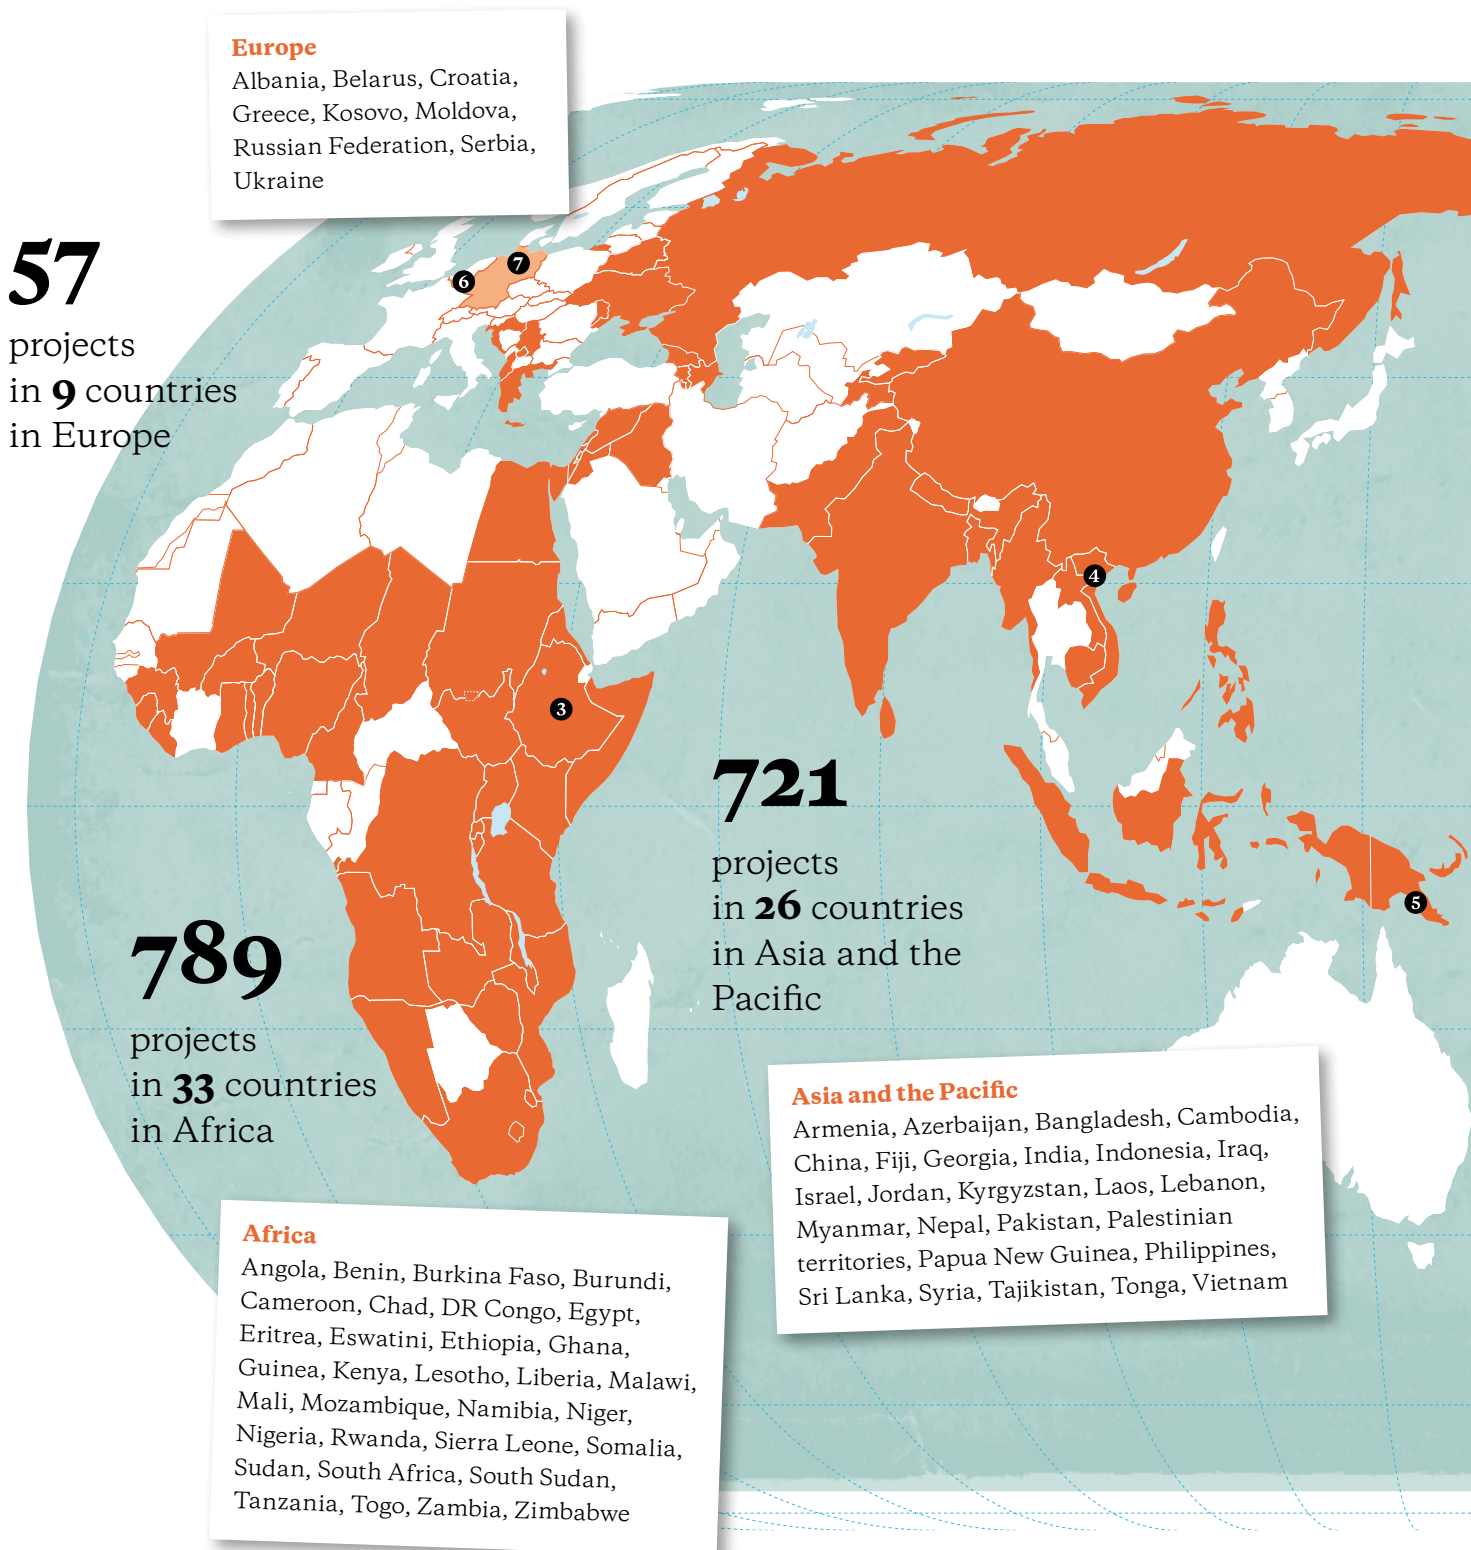 Europe
Albania, Belarus, Croatia,
Greece, Kosovo, Moldova,
Russian Federation, Serbia,
Ukraine
57
projects
in 9 countries
in Europe
6
7
3
4
5
721
projects
in 26 countries
in Asia and the
Pacific
789
projects
in 33 countries
in Africa
Asia and the Pacific
Armenia, Azerbaijan, Bangladesh, Cambodia,
China, Fiji, Georgia, India, Indonesia, Iraq,
Israel, Jordan, Kyrgyzstan, Laos, Lebanon,
Myanmar, Nepal, Pakistan, Palestinian
territories, Papua New Guinea, Philippines,
Sri Lanka, Syria, Tajikistan, Tonga, Vietnam
Africa
Angola, Benin, Burkina Faso, Burundi,
Cameroon, Chad, DR Congo, Egypt,
Eritrea, Eswatini, Ethiopia, Ghana,
Guinea, Kenya, Lesotho, Liberia, Malawi,
Mali, Mozambique, Namibia, Niger,
Nigeria, Rwanda, Sierra Leone, Somalia,
Sudan, South Africa, South Sudan,
Tanzania, Togo, Zambia, Zimbabwe